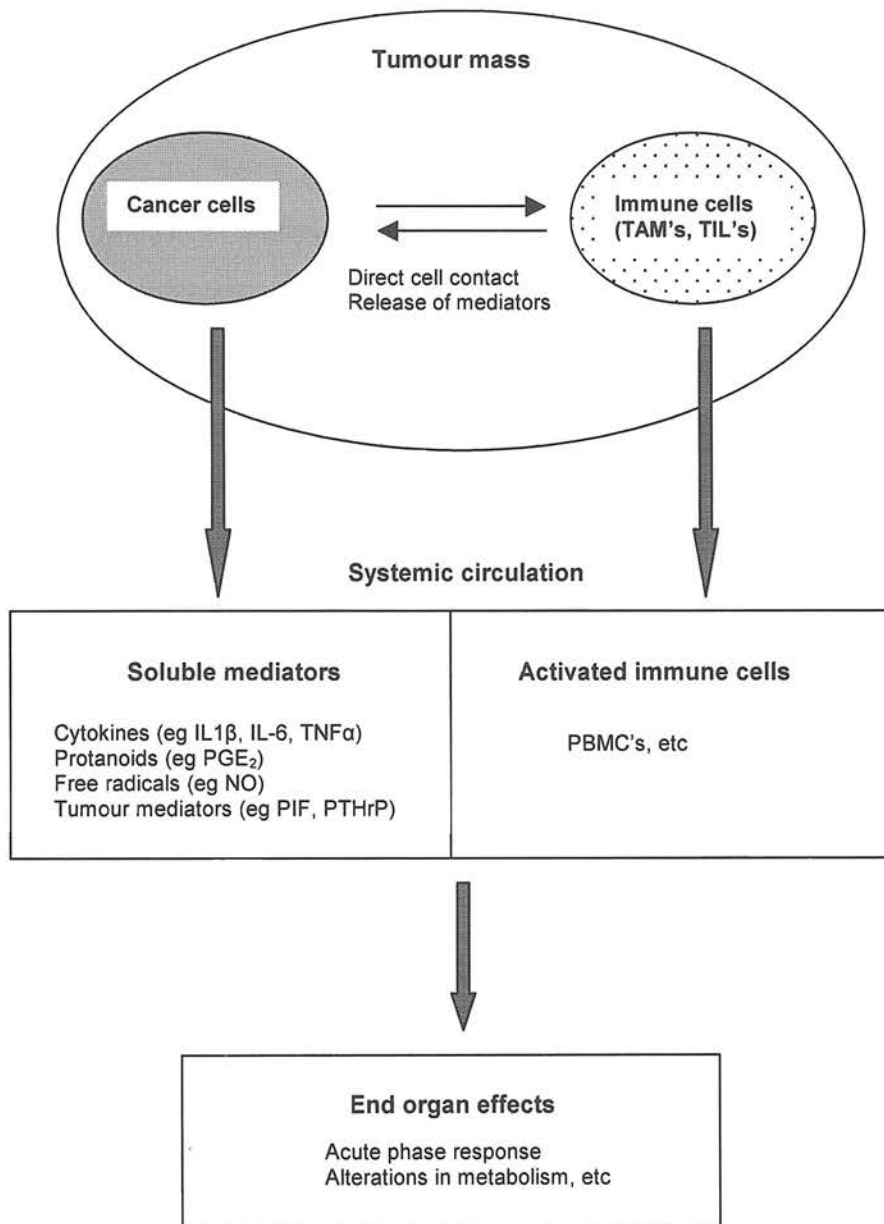 Tumour mass
Cancer cells
Immune cells
(TAM's, TIL's)
Direct cell contact
Release of mediators
Systemic circulation
Soluble mediators
Cytokines (eg IL1β, IL-6, TNFα)
Protanoids (eg PGE₂)
Free radicals (eg NO)
Tumour mediators (eg PIF, PTHrP)
Activated immune cells
PBMC's, etc
End organ effects
Acute phase response
Alterations in metabolism, etc